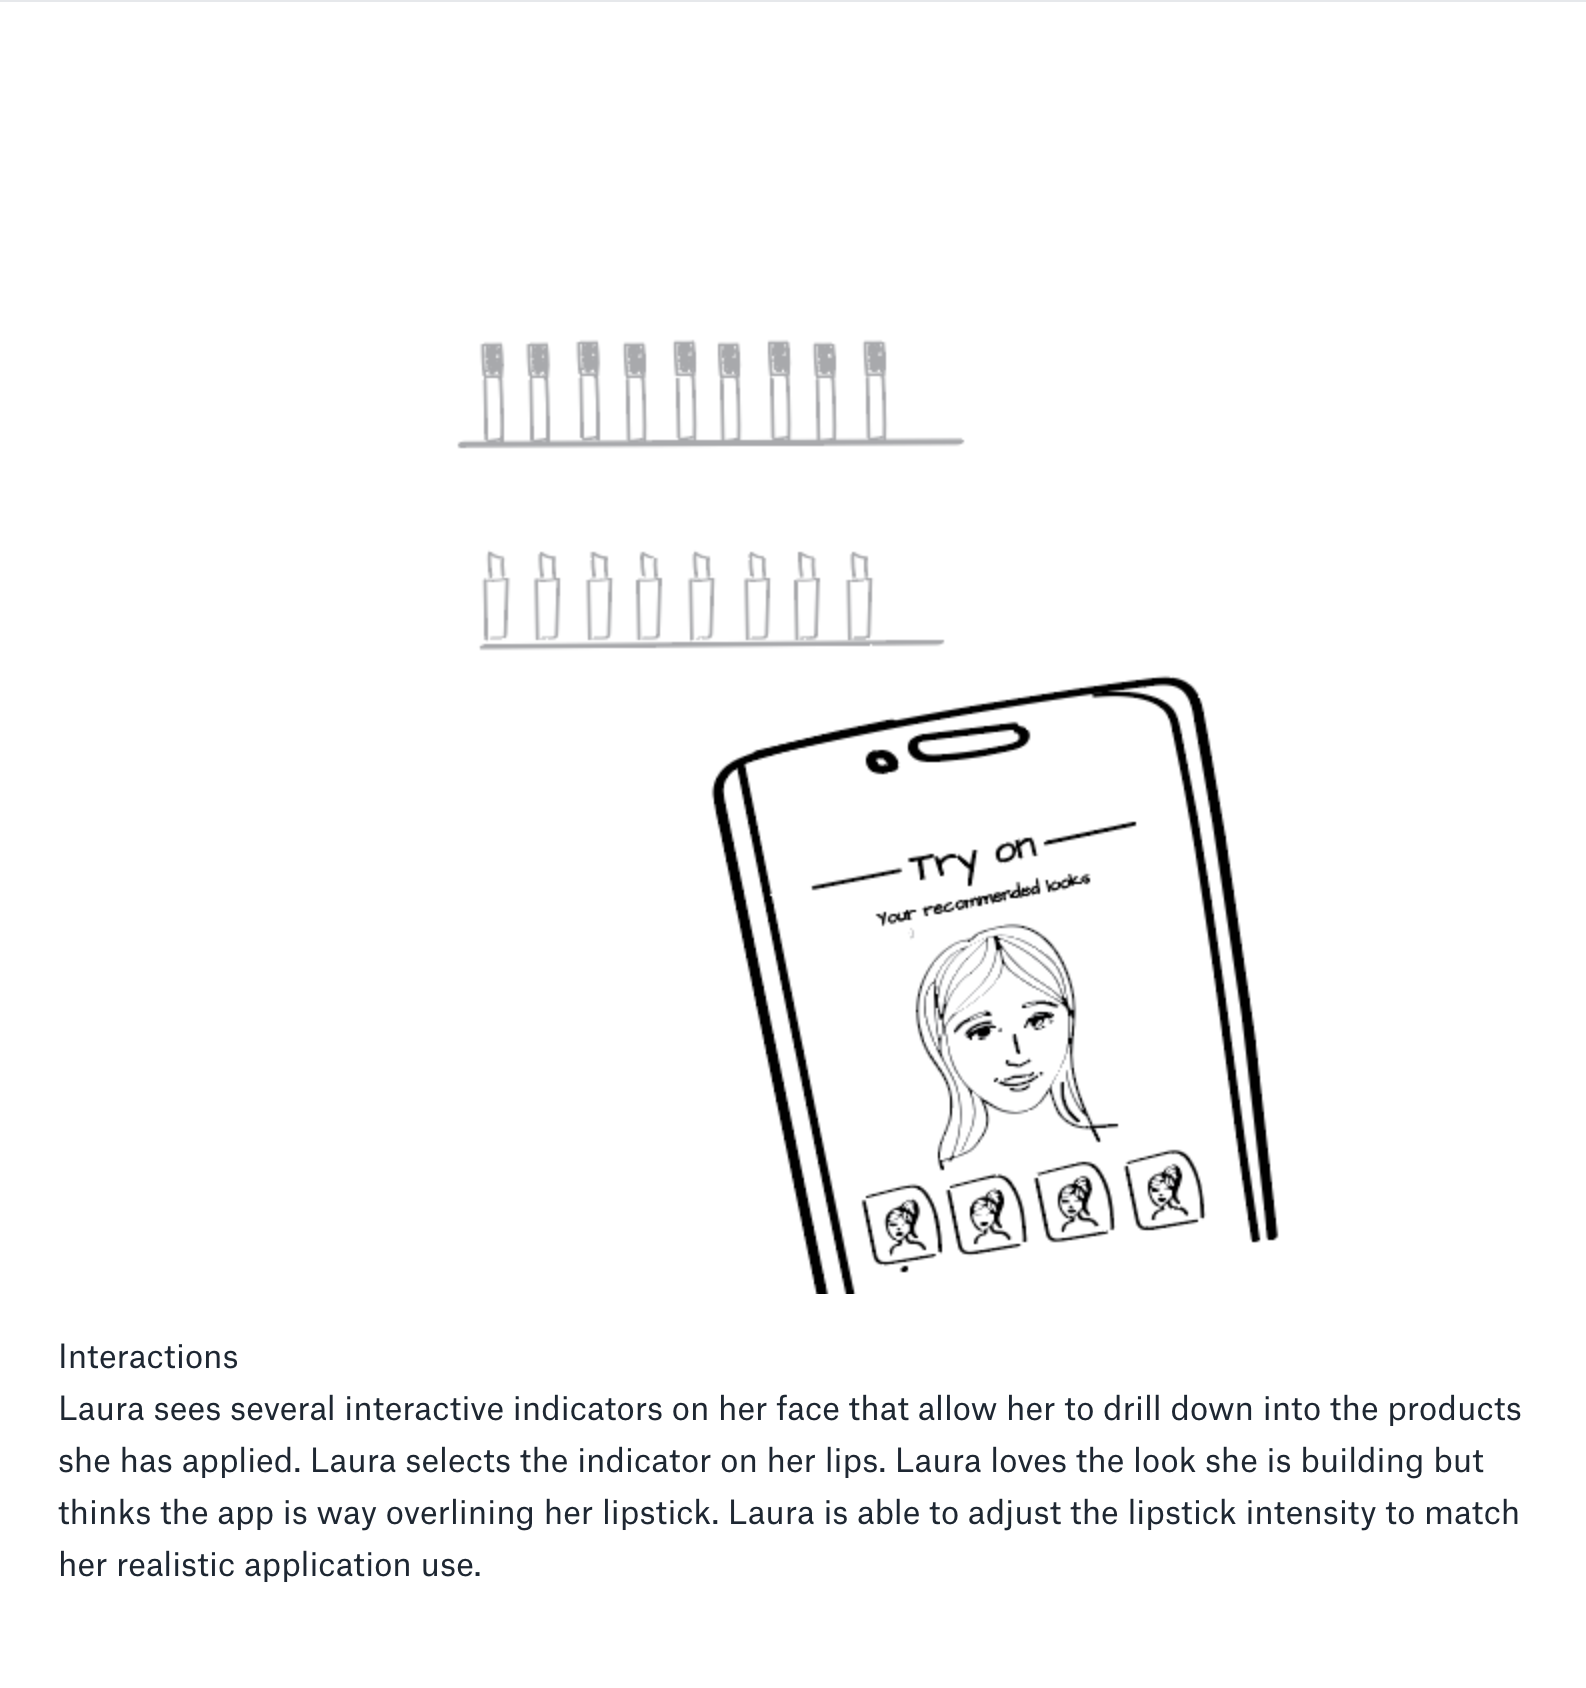 Try on
Your recommended looks
Interactions
Laura sees several interactive indicators on her face that allow her to drill down into the products
she has applied. Laura selects the indicator on her lips. Laura loves the look she is building but
thinks the app is way overlining her lipstick. Laura is able to adjust the lipstick intensity to match
her realistic application use.